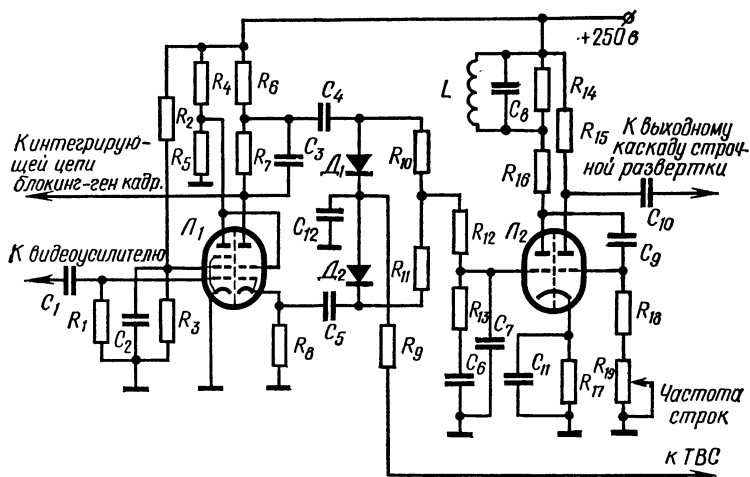 +250 в
R₄
R₆
C₄
L
C₈
R₁₄
R₂
R₁₅
К выходному
каскаду строч-
ной развертки
К интегрирую-
щей цепи
блокинг-ген кадр.
R₅
R₇
C₃
Д₁
R₁₀
R₁₆
C₁₀
Л₁
C₁₂
R₁₂
Л₂
C₉
К видеоусилителю
Д₂
R₁₁
C₁
R₁
C₂
R₃
R₈
C₅
R₉
R₁₃
C₇
C₆
C₁₁
R₁₇
R₁₈
R₁₉
Частота
строк
к ТВС